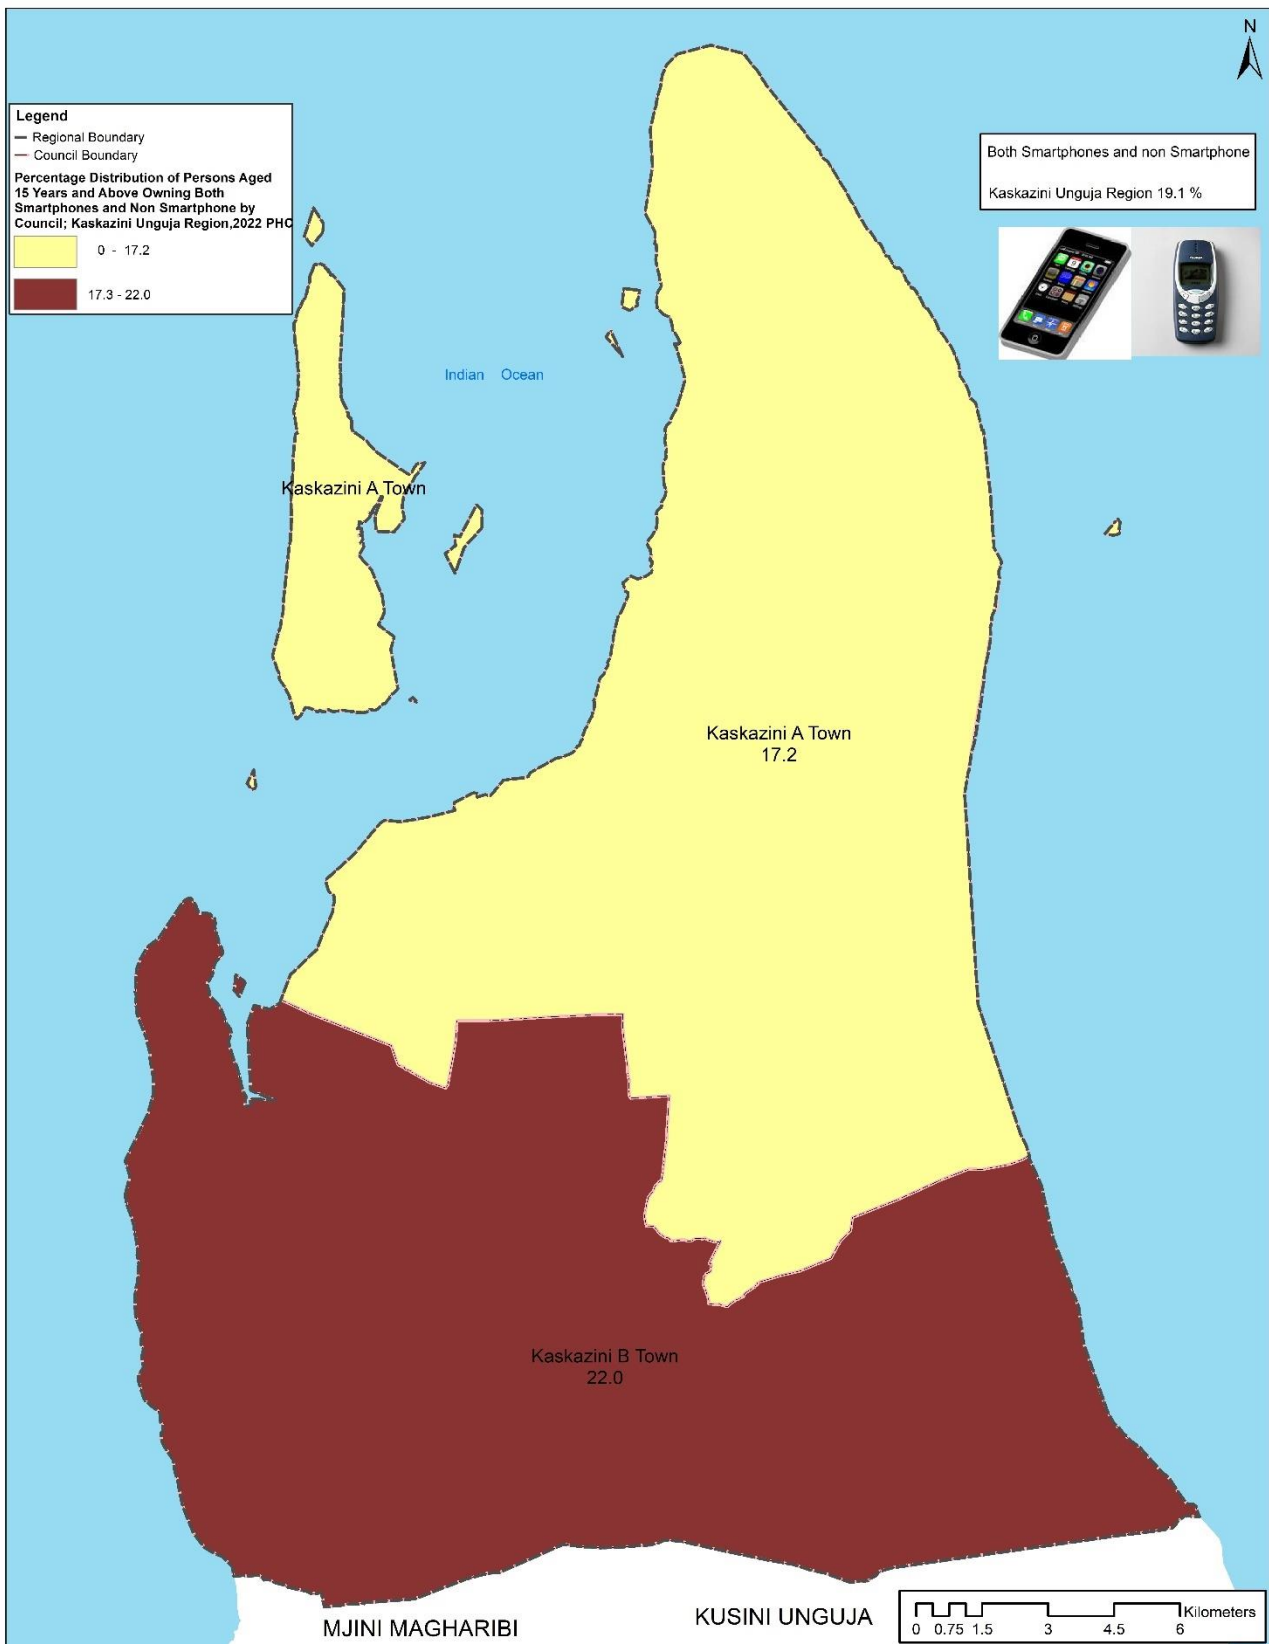 N
Legend
Regional Boundary
Council Boundary
Percentage Distribution of Persons Aged
15 Years and Above Owning Both
Smartphones and Non Smartphone by
Council; Kaskazini Unguja Region,2022 PHC
0 - 17.2
17.3 - 22.0
Both Smartphones and non Smartphone
Kaskazini Unguja Region 19.1 %
Indian Ocean
Kaskazini A Town
Kaskazini A Town
17.2
Kaskazini B Town
22.0
MJINI MAGHARIBI
KUSINI UNGUJA
Kilometers
0 0.75 1.5 3 4.5 6